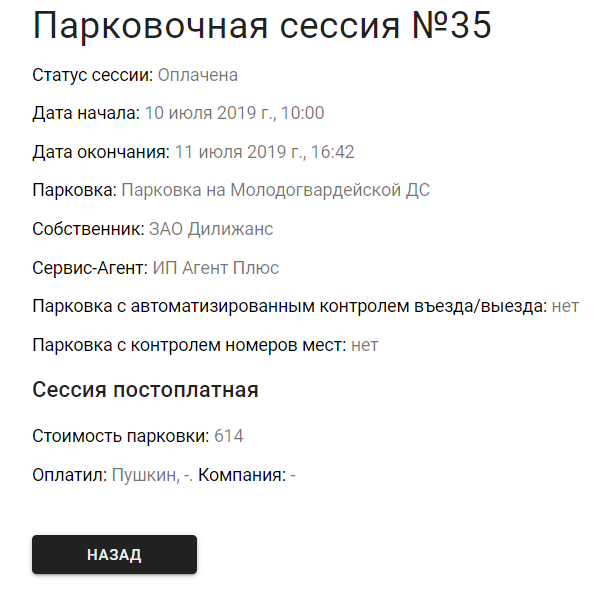 Парковочная сессия №35
Статус сессии: Оплачена
Дата начала: 10 июля 2019 г., 10:00
Дата окончания: 11 июля 2019 г., 16:42
Парковка: Парковка на Молодогвардейской ДС
Собственник: ЗАО Дилижанс
Сервис-Агент: ИП Агент Плюс
Парковка с автоматизированным контролем въезда/выезда: нет
Парковка с контролем номеров мест: нет
Сессия постоплатная
Стоимость парковки: 614
Оплатил: Пушкин, -. Компания: -
НАЗАД